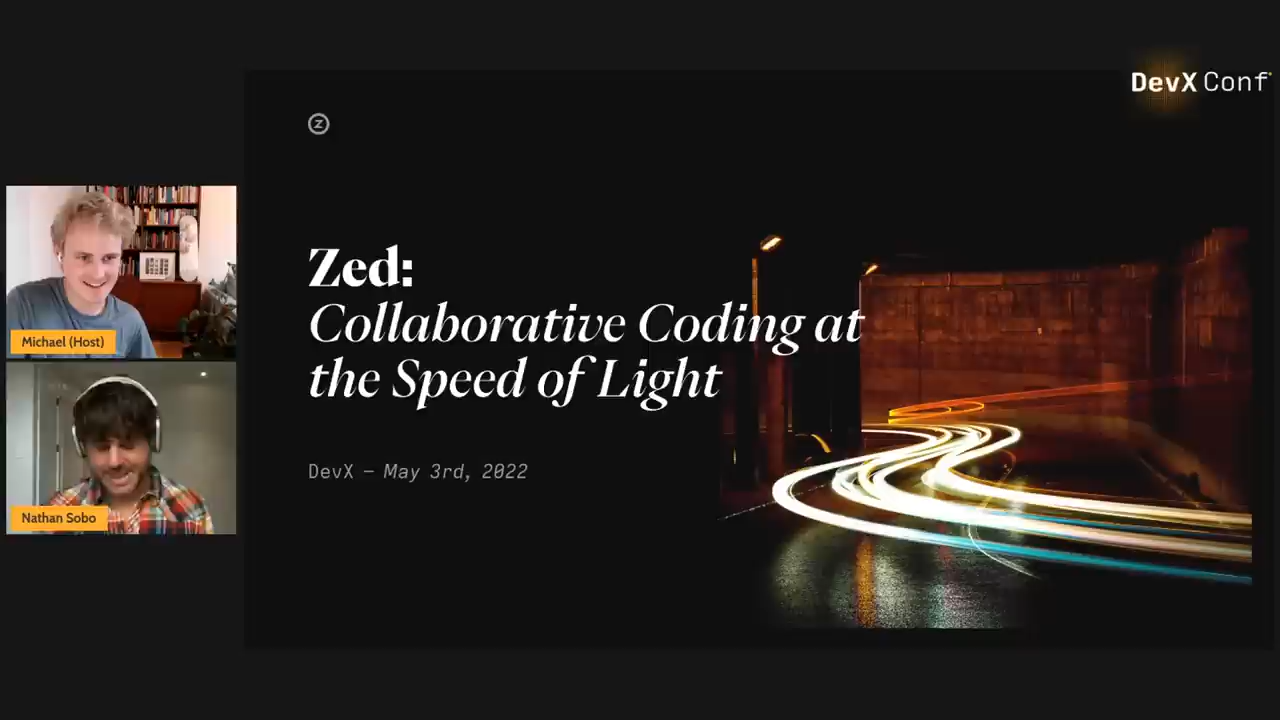 DevX Conf
Z
Michael (Host)
Nathan Sobo
Zed:
Collaborative Coding at
the Speed of Light
DevX – May 3rd, 2022